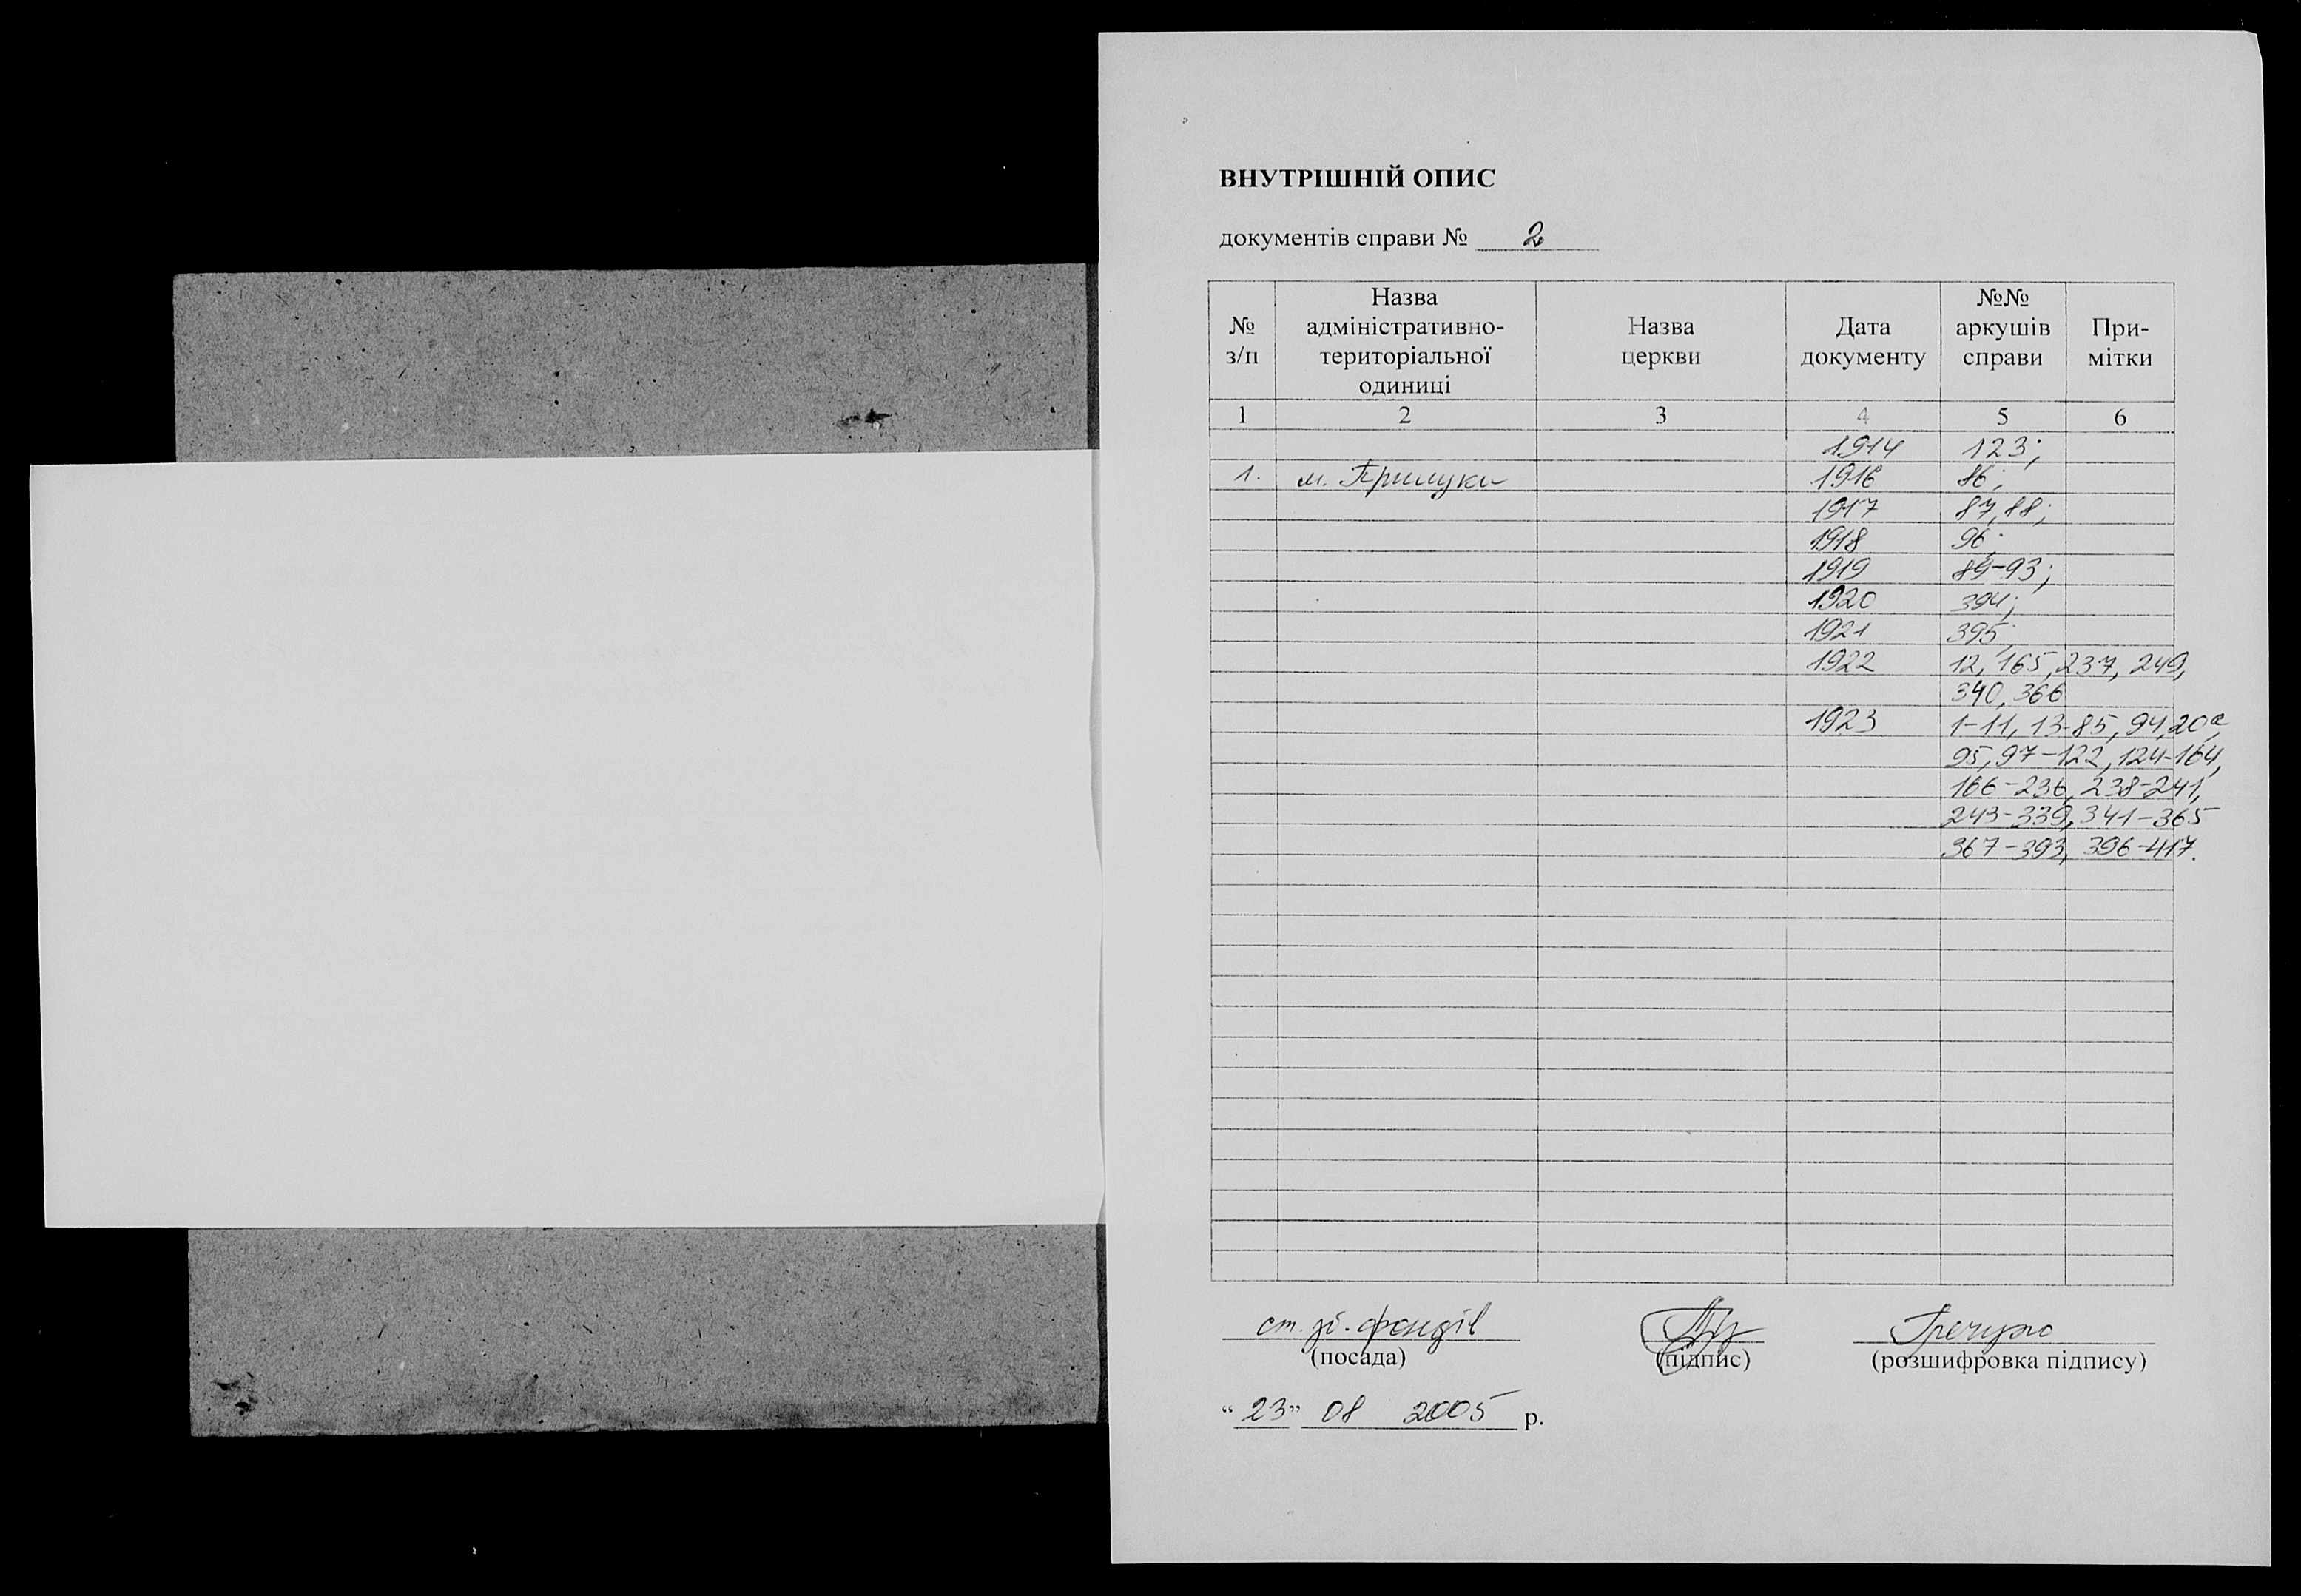 ВНУТРІШНІЙ ОПИС
документів справи № 2
№ з/п | Назва адміністративно-територіальної одиниці | Назва церкви | Дата документу | №№ аркушів справи | При-мітки
1 2 3 4 5 6
1914 123;
1. м. Прилуки 1916 86;
1917 87, 88;
1918 96;
1919 89-93;
1920 394;
1921 395;
1922 12, 165, 237, 249,
340, 366
1923 1-11, 13-85, 94, 20а,
95, 97-122, 124-164,
166-236, 238-241,
243-339, 341-365
367-393, 396-417.
ст. зб. фондів Гречухо
(посада) (підпис) (розшифровка підпису)
“ 23 ” 08 2005 р.